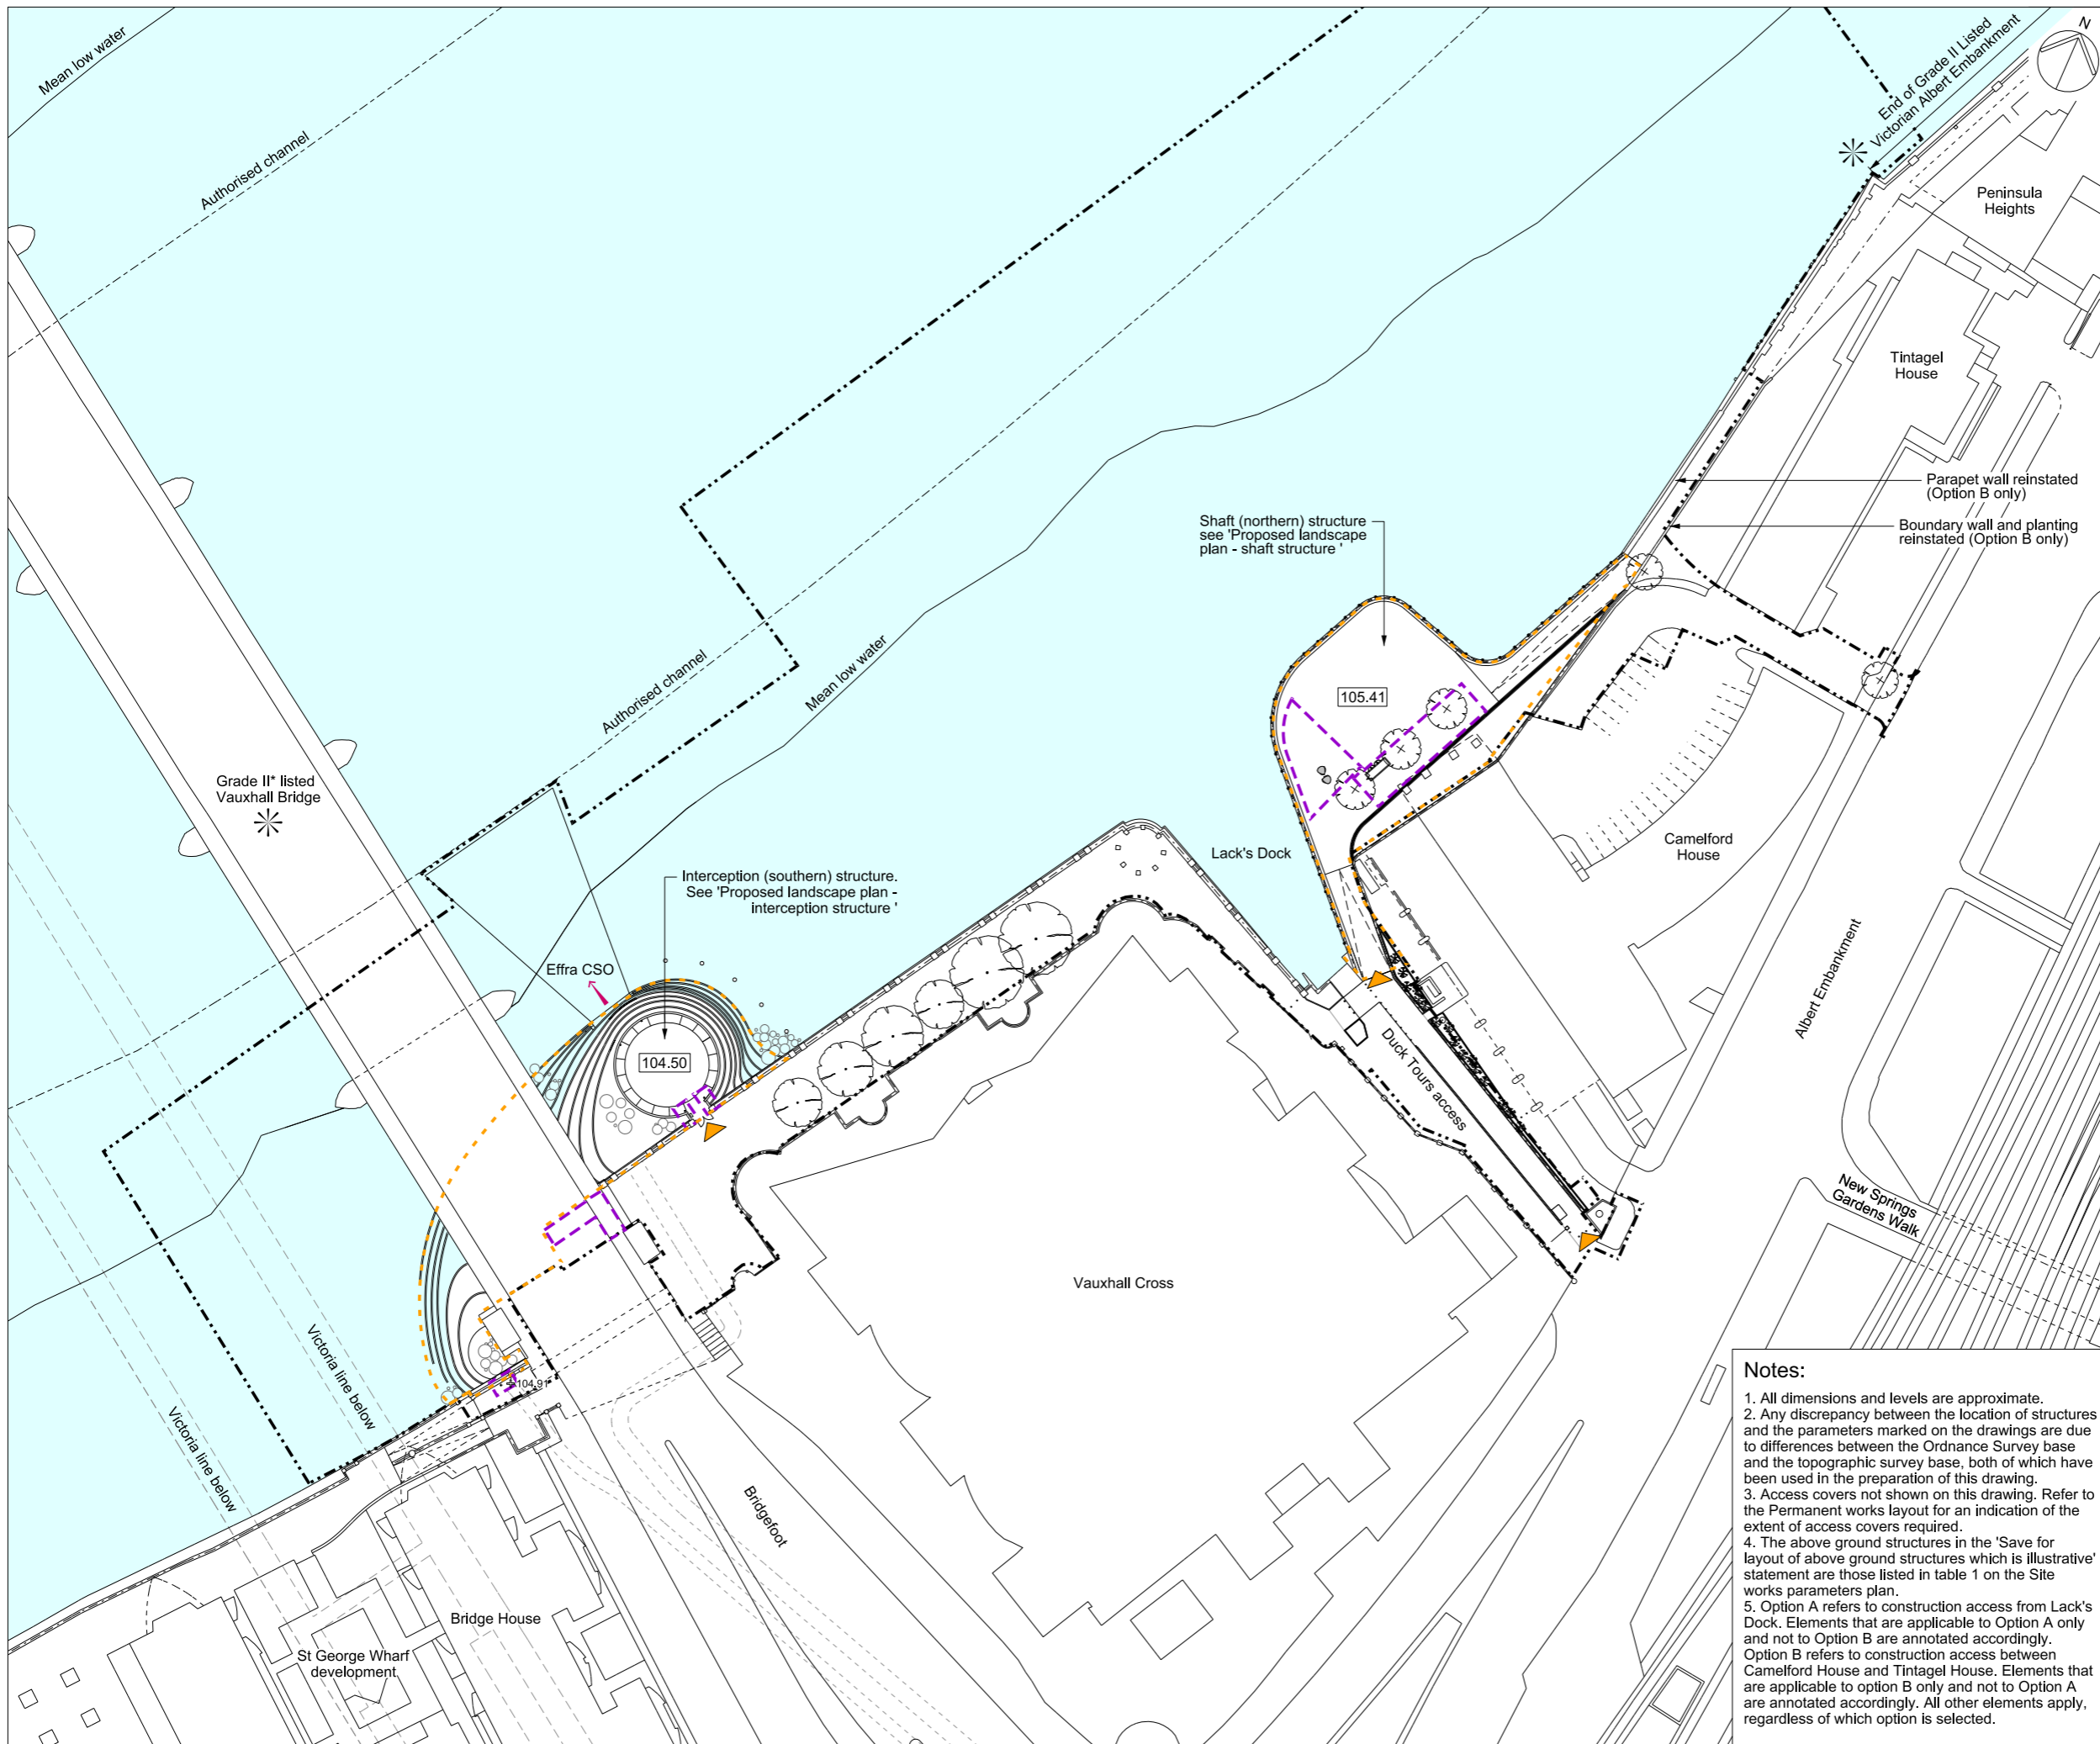 Mean low water
Authorised channel
N
End of Grade II Listed
Victorian Albert Embankment
Peninsula
Heights
Tintagel
House
Parapet wall reinstated
(Option B only)
Boundary wall and planting
reinstated (Option B only)
Shaft (northern) structure
see 'Proposed landscape
plan - shaft structure '
105.41
Authorised channel
Mean low water
Grade II* listed
Vauxhall Bridge
Lack's Dock
Camelford
House
Interception (southern) structure.
See 'Proposed landscape plan -
interception structure '
Effra CSO
104.50
Albert Embankment
Duck Tours access
New Springs
Gardens Walk
Vauxhall Cross
Victoria line below
Victoria line below
104.91
Bridgefoot
Bridge House
St George Wharf
development
Notes:
1. All dimensions and levels are approximate.
2. Any discrepancy between the location of structures
and the parameters marked on the drawings are due
to differences between the Ordnance Survey base
and the topographic survey base, both of which have
been used in the preparation of this drawing.
3. Access covers not shown on this drawing. Refer to
the Permanent works layout for an indication of the
extent of access covers required.
4. The above ground structures in the 'Save for
layout of above ground structures which is illustrative'
statement are those listed in table 1 on the Site
works parameters plan.
5. Option A refers to construction access from Lack's
Dock. Elements that are applicable to Option A only
and not to Option B are annotated accordingly.
Option B refers to construction access between
Camelford House and Tintagel House. Elements that
are applicable to option B only and not to Option A
are annotated accordingly. All other elements apply,
regardless of which option is selected.